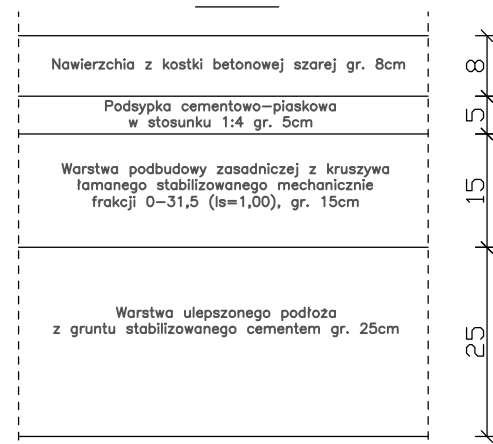 Nawierzchia z kostki betonowej szarej gr. 8cm
8
Podsypka cementowo-piaskowa
w stosunku 1:4 gr. 5cm
5
Warstwa podbudowy zasadniczej z kruszywa
łamanego stabilizowanego mechanicznie
frakcji 0-31,5 (Is=1,00), gr. 15cm
15
Warstwa ulepszonego podłoża
z gruntu stabilizowanego cementem gr. 25cm
25